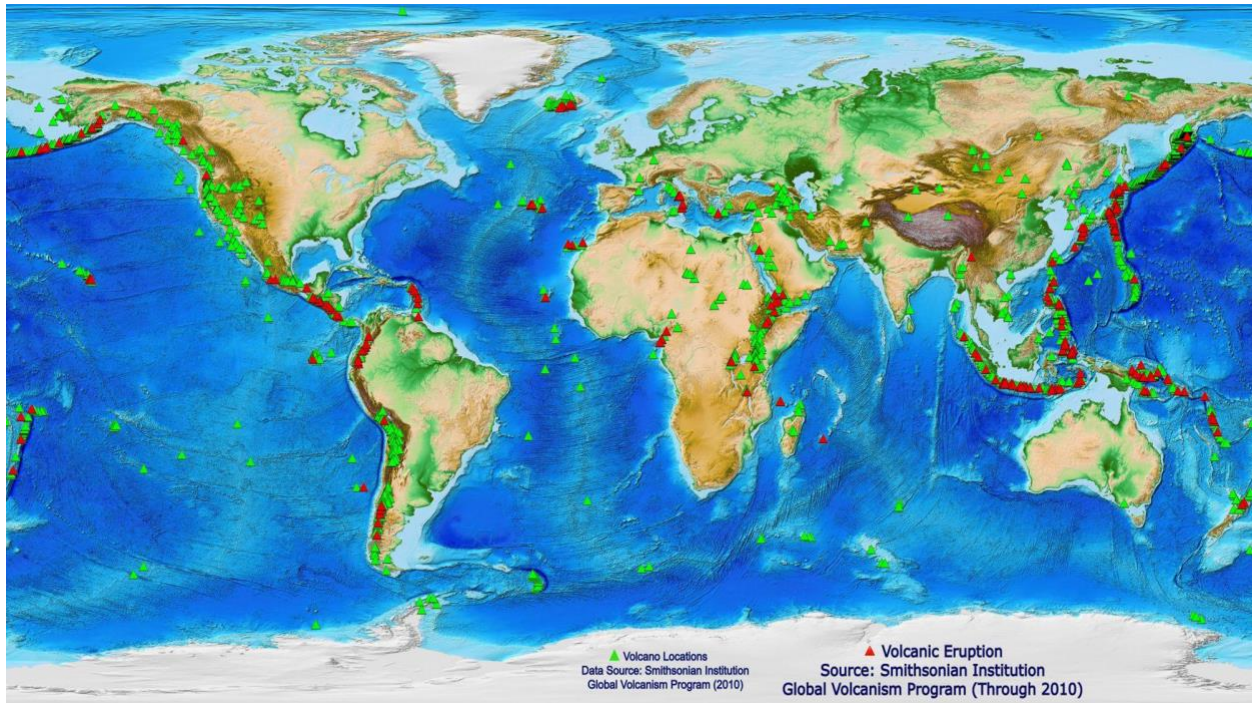 Volcano Locations
Data Source: Smithsonian Institution
Global Volcanism Program (2010)
Volcanic Eruption
Source: Smithsonian Institution
Global Volcanism Program (Through 2010)